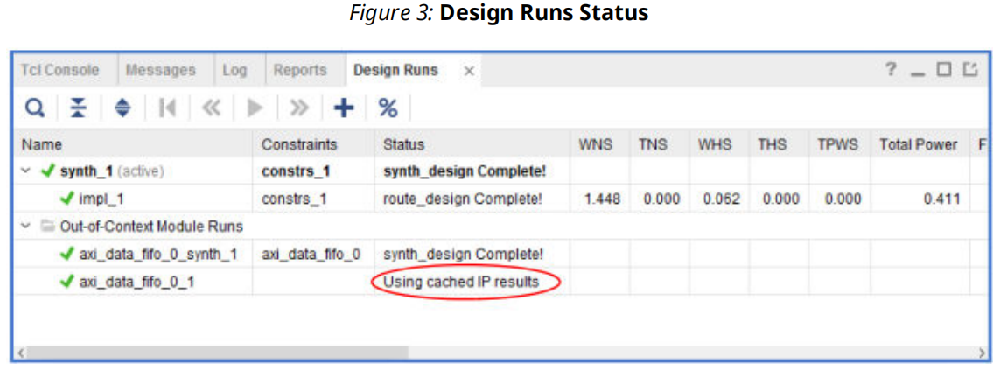 Figure 3: Design Runs Status
Tcl Console Messages Log Reports Design Runs × ?
%
Name Constraints Status WNS TNS WHS THS TPWS Total Power F
synth_1 (active) constrs_1 synth_design Complete!
impl_1 constrs_1 route_design Complete! 1.448 0.000 0.062 0.000 0.000 0.411
Out-of-Context Module Runs
axi_data_fifo_0_synth_1 axi_data_fifo_0 synth_design Complete!
axi_data_fifo_0_1 Using cached IP results